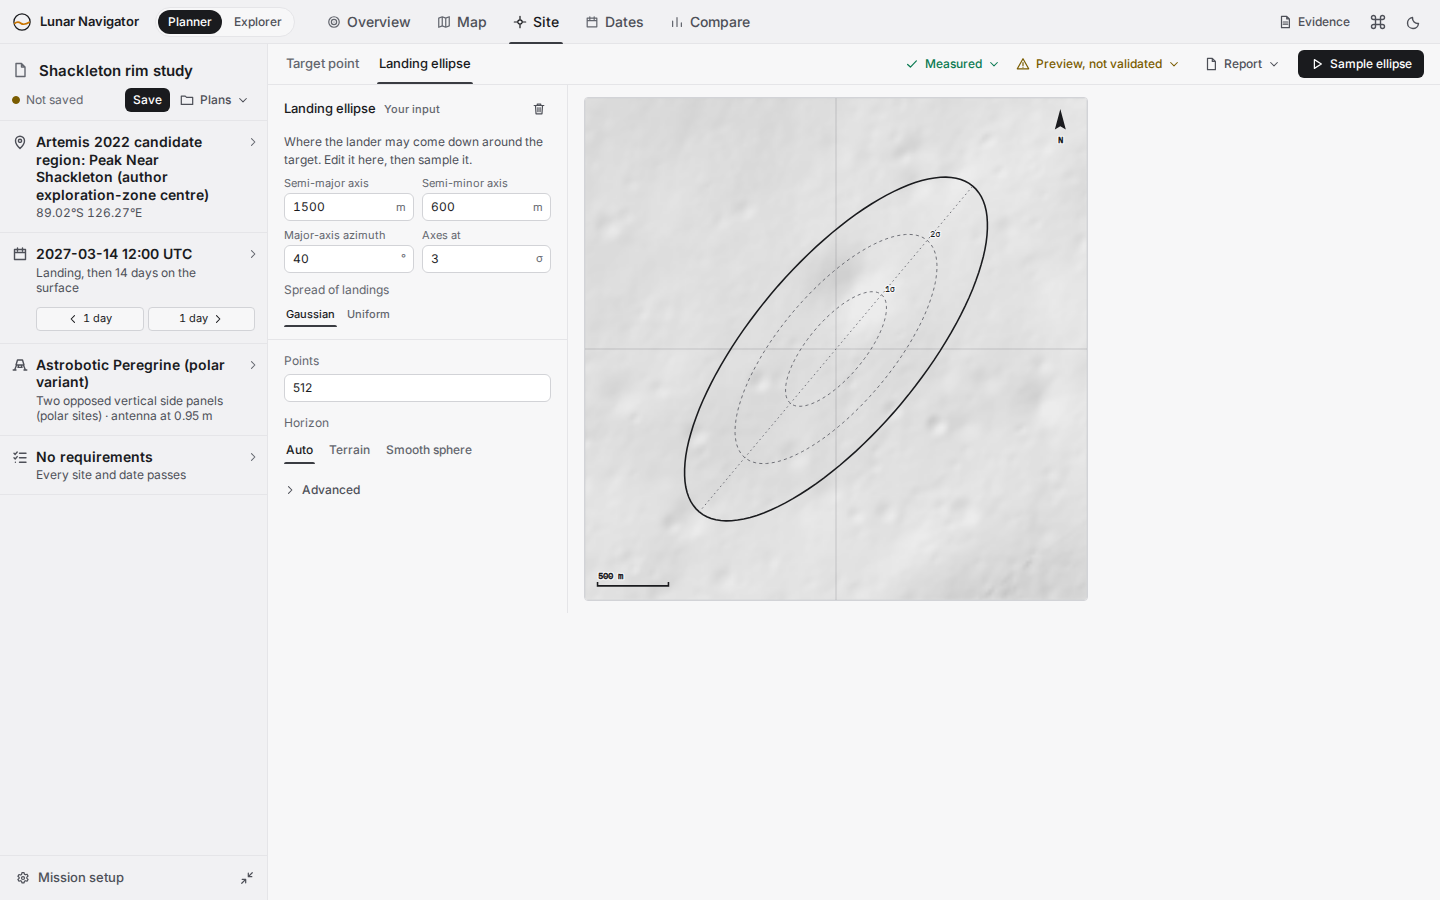 Lunar Navigator
Planner
Explorer
Overview
Map
Site
Dates
Compare
Evidence
Shackleton rim study
Not saved
Save
Plans
Artemis 2022 candidate
region: Peak Near
Shackleton (author
exploration-zone centre)
89.02°S 126.27°E
2027-03-14 12:00 UTC
Landing, then 14 days on the
surface
1 day
1 day
Astrobotic Peregrine (polar
variant)
Two opposed vertical side panels
(polar sites) · antenna at 0.95 m
No requirements
Every site and date passes
Mission setup
Target point
Landing ellipse
Measured
Preview, not validated
Report
Sample ellipse
Landing ellipse
Your input
Where the lander may come down around the
target. Edit it here, then sample it.
Semi-major axis
Semi-minor axis
1500 m
600 m
Major-axis azimuth
Axes at
40 °
3 σ
Spread of landings
Gaussian
Uniform
Points
512
Horizon
Auto
Terrain
Smooth sphere
Advanced
N
2σ
1σ
500 m